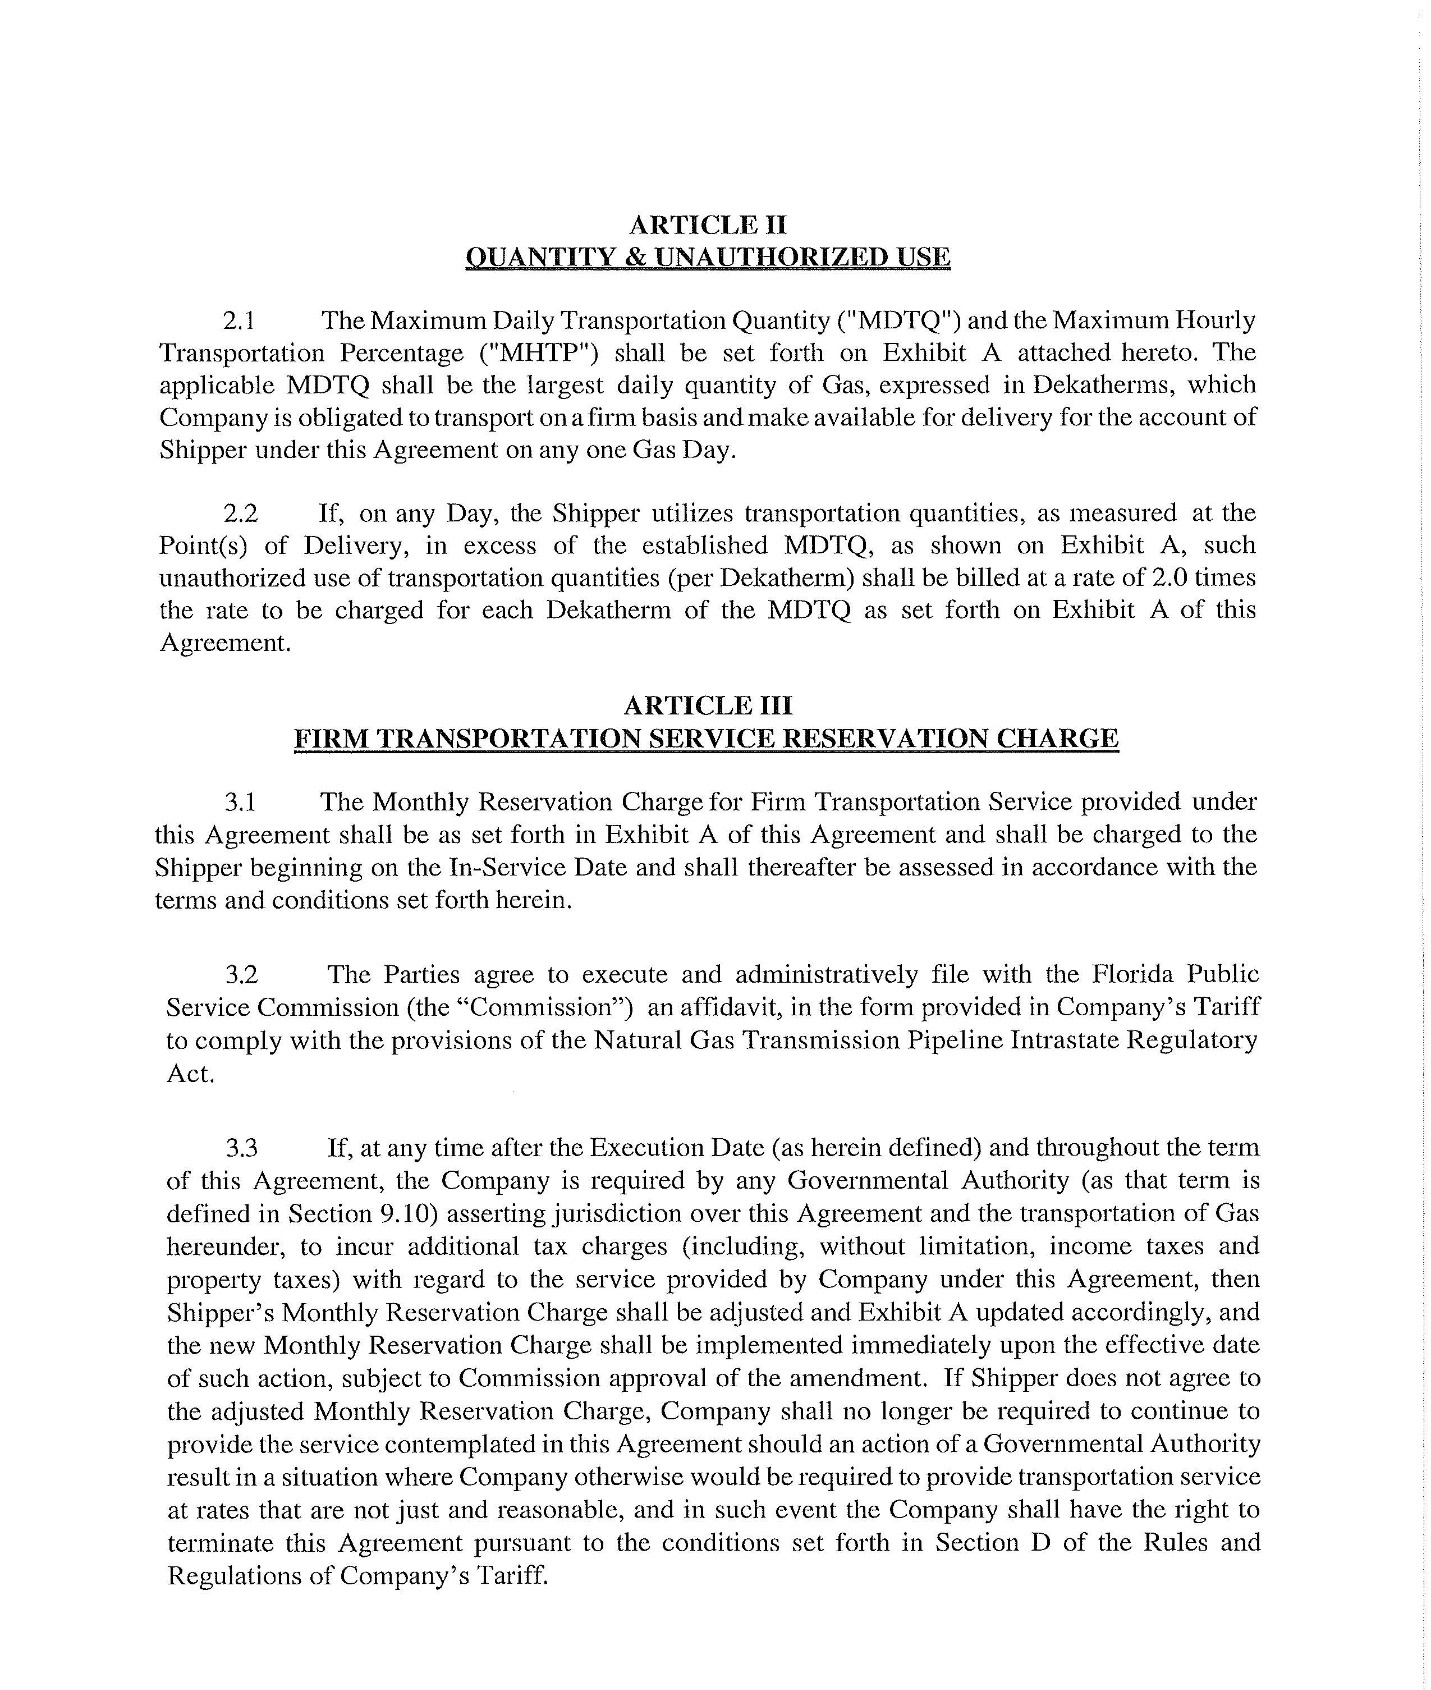 ARTICLE II
QUANTITY & UNAUTHORIZED USE
2.1 The Maximum Daily Transportation Quantity ("MDTQ") and the Maximum Hourly
Transportation Percentage ("MHTP") shall be set forth on Exhibit A attached hereto. The
applicable MDTQ shall be the largest daily quantity of Gas, expressed in Dekatherms, which
Company is obligated to transport on a firm basis and make available for delivery for the account of
Shipper under this Agreement on any one Gas Day.
2.2 If, on any Day, the Shipper utilizes transportation quantities, as measured at the
Point(s) of Delivery, in excess of the established MDTQ, as shown on Exhibit A, such
unauthorized use of transportation quantities (per Dekatherm) shall be billed at a rate of 2.0 times
the rate to be charged for each Dekatherm of the MDTQ as set forth on Exhibit A of this
Agreement.
ARTICLE III
FIRM TRANSPORTATION SERVICE RESERVATION CHARGE
3.1 The Monthly Reservation Charge for Firm Transportation Service provided under
this Agreement shall be as set forth in Exhibit A of this Agreement and shall be charged to the
Shipper beginning on the In-Service Date and shall thereafter be assessed in accordance with the
terms and conditions set forth herein.
3.2 The Parties agree to execute and administratively file with the Florida Public
Service Commission (the “Commission”) an affidavit, in the form provided in Company’s Tariff
to comply with the provisions of the Natural Gas Transmission Pipeline Intrastate Regulatory
Act.
3.3 If, at any time after the Execution Date (as herein defined) and throughout the term
of this Agreement, the Company is required by any Governmental Authority (as that term is
defined in Section 9.10) asserting jurisdiction over this Agreement and the transportation of Gas
hereunder, to incur additional tax charges (including, without limitation, income taxes and
property taxes) with regard to the service provided by Company under this Agreement, then
Shipper’s Monthly Reservation Charge shall be adjusted and Exhibit A updated accordingly, and
the new Monthly Reservation Charge shall be implemented immediately upon the effective date
of such action, subject to Commission approval of the amendment. If Shipper does not agree to
the adjusted Monthly Reservation Charge, Company shall no longer be required to continue to
provide the service contemplated in this Agreement should an action of a Governmental Authority
result in a situation where Company otherwise would be required to provide transportation service
at rates that are not just and reasonable, and in such event the Company shall have the right to
terminate this Agreement pursuant to the conditions set forth in Section D of the Rules and
Regulations of Company’s Tariff.